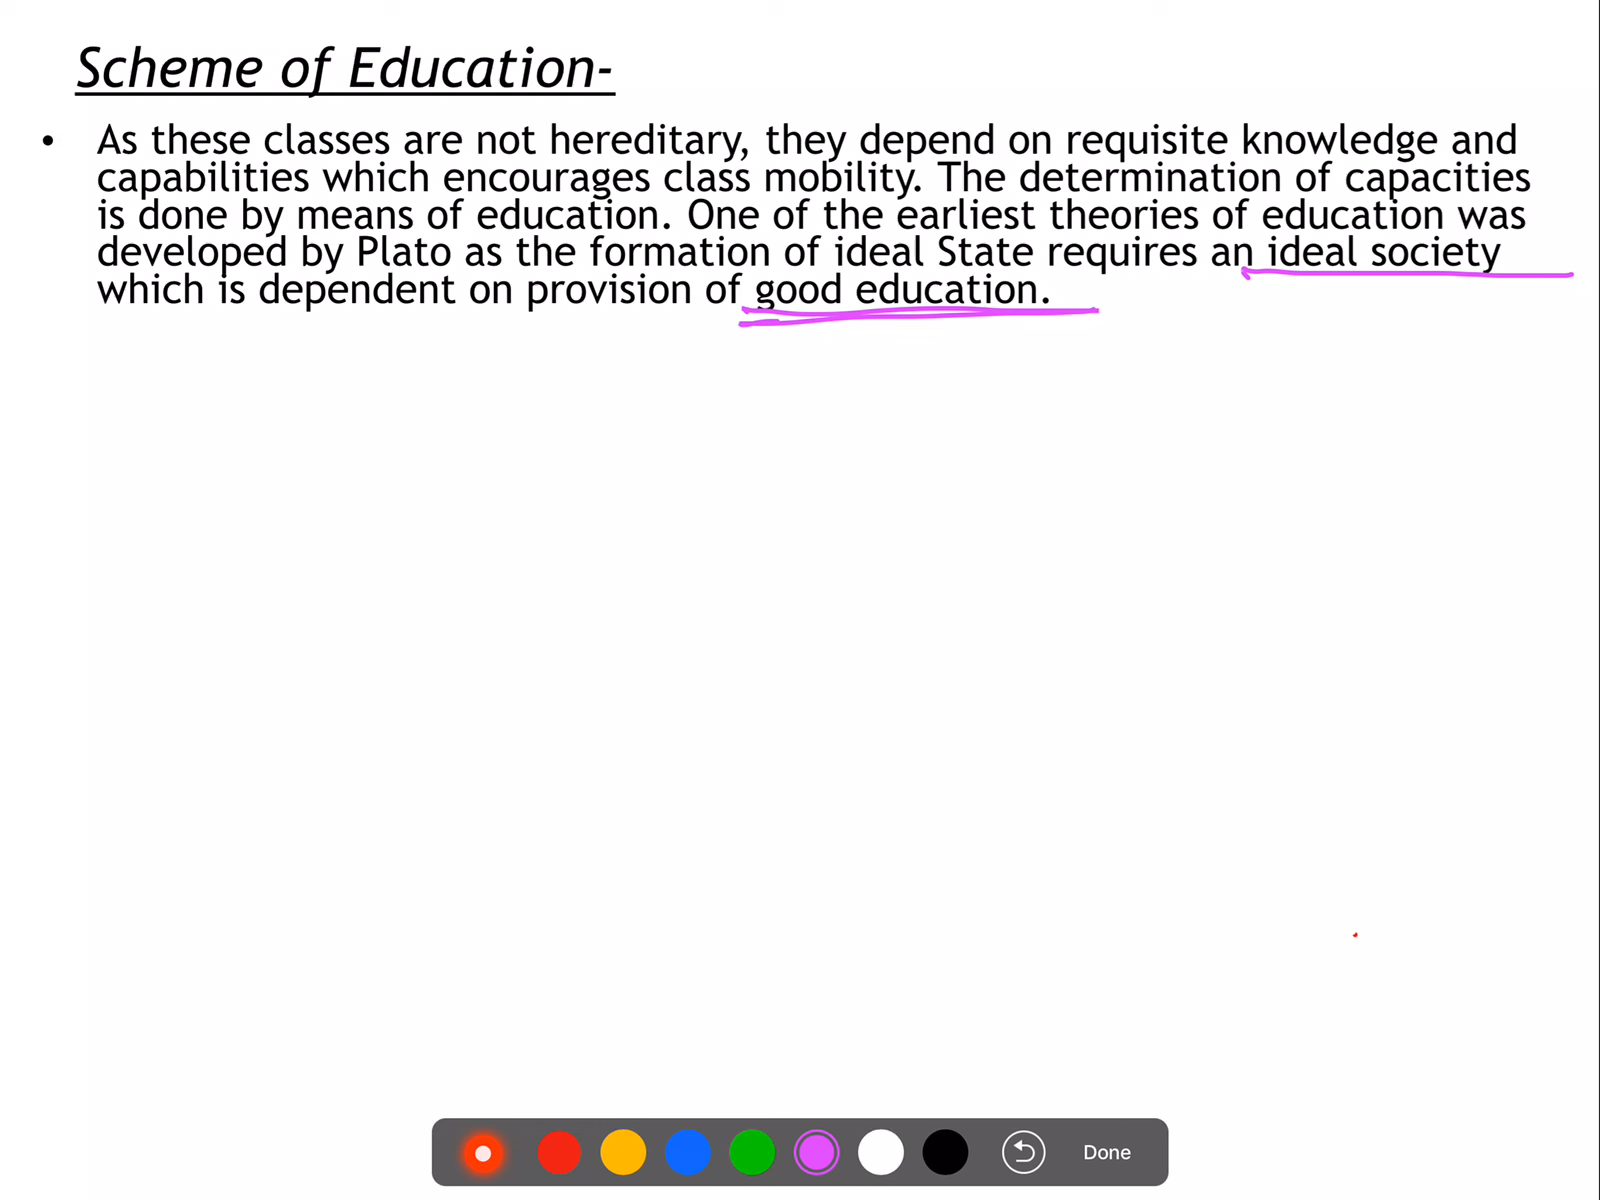 Scheme of Education-
• As these classes are not hereditary, they depend on requisite knowledge and
capabilities which encourages class mobility. The determination of capacities
is done by means of education. One of the earliest theories of education was
developed by Plato as the formation of ideal State requires an ideal society
which is dependent on provision of good education.
Done